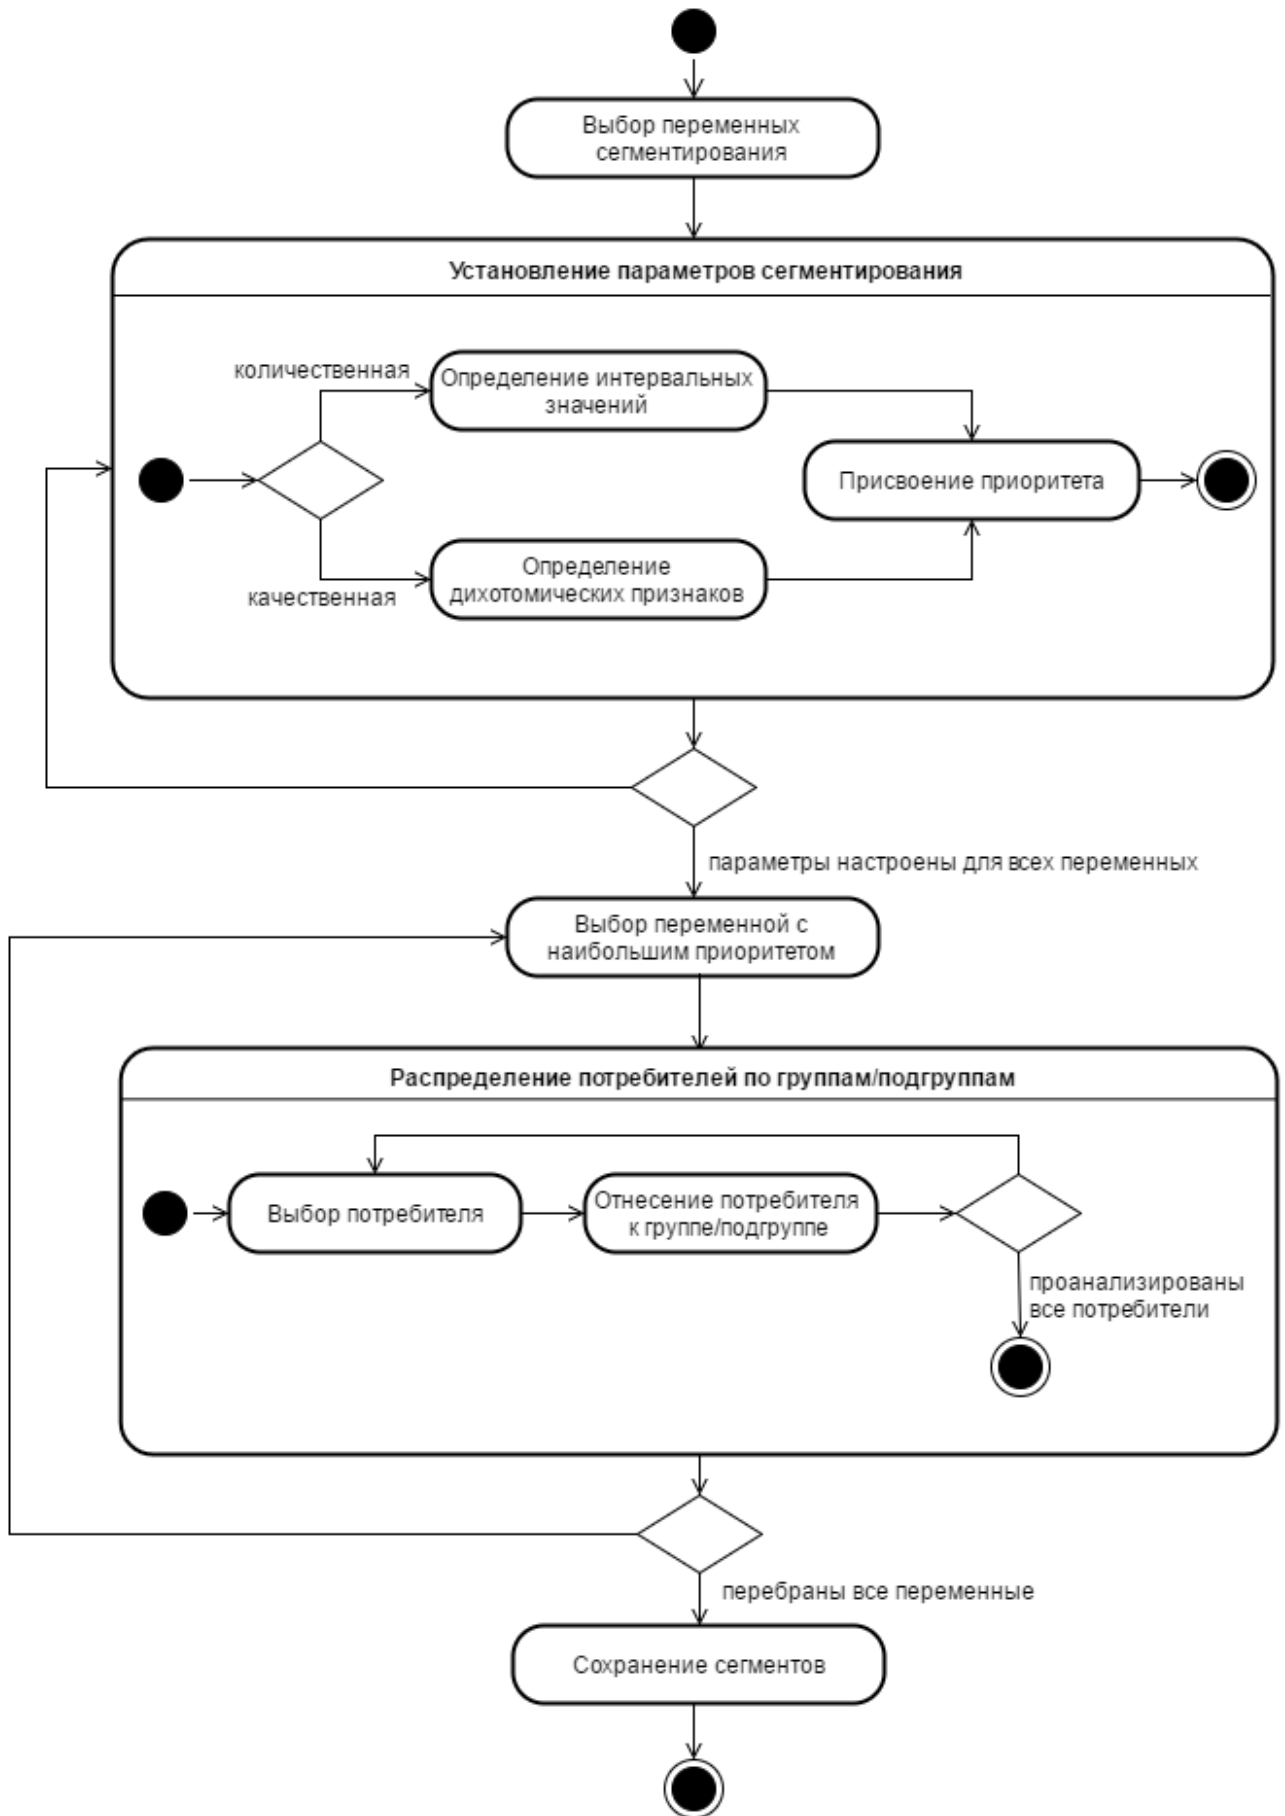 Выбор переменных
сегментирования
Установление параметров сегментирования
количественная
Определение интервальных
значений
Присвоение приоритета
качественная
Определение
дихотомических признаков
параметры настроены для всех переменных
Выбор переменной с
наибольшим приоритетом
Распределение потребителей по группам/подгруппам
Выбор потребителя
Отнесение потребителя
к группе/подгруппе
проанализированы
все потребители
перебраны все переменные
Сохранение сегментов